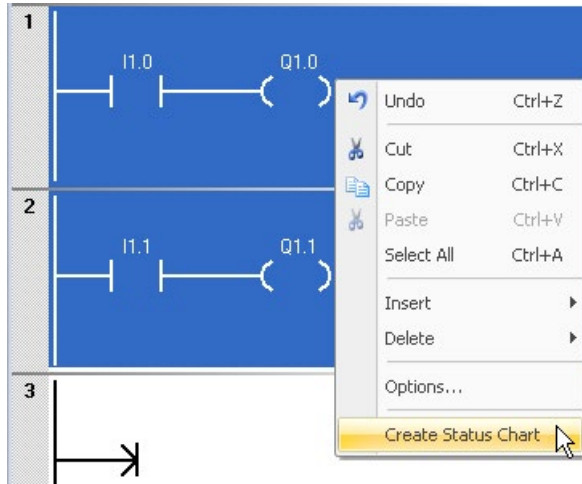 1
I1.0 Q1.0
Undo Ctrl+Z
Cut Ctrl+X
Copy Ctrl+C
Paste Ctrl+V
Select All Ctrl+A
2
I1.1 Q1.1
Insert
Delete
Options...
Create Status Chart
3